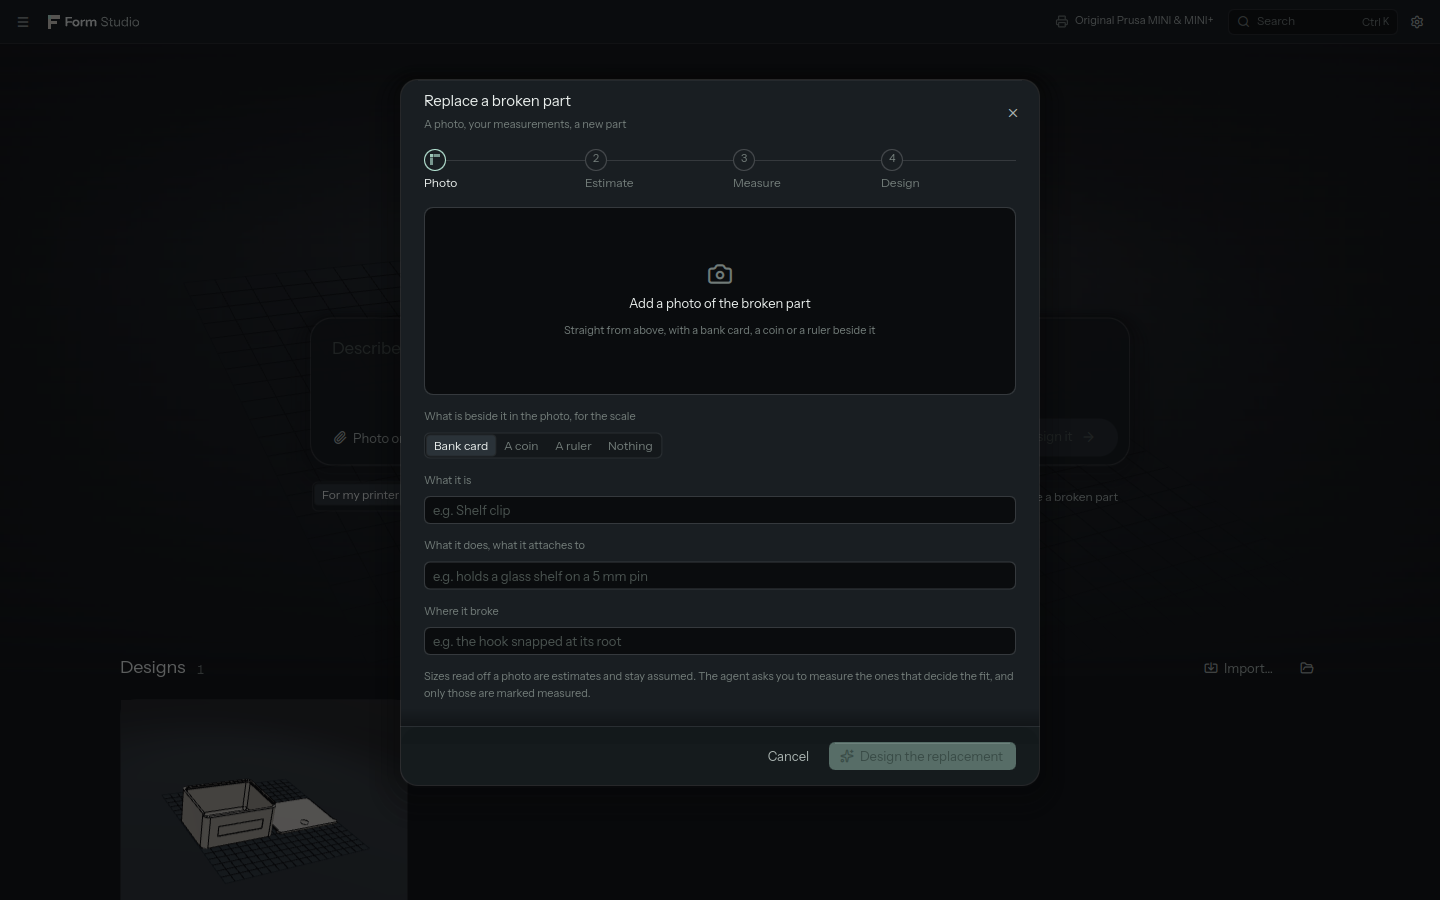 Form Studio
Original Prusa MINI & MINI+
Search
Ctrl K
Replace a broken part
A photo, your measurements, a new part
2
3
4
Photo
Estimate
Measure
Design
Add a photo of the broken part
Straight from above, with a bank card, a coin or a ruler beside it
Describe
Photo o
sign it
For my printer
e a broken part
What is beside it in the photo, for the scale
Bank card
A coin
A ruler
Nothing
What it is
e.g. Shelf clip
What it does, what it attaches to
e.g. holds a glass shelf on a 5 mm pin
Where it broke
e.g. the hook snapped at its root
Sizes read off a photo are estimates and stay assumed. The agent asks you to measure the ones that decide the fit, and
only those are marked measured.
Cancel
Design the replacement
Designs 1
Import...